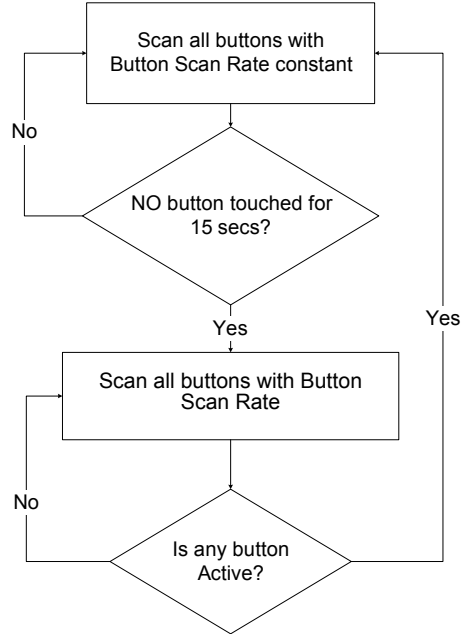 Scan all buttons with
Button Scan Rate constant
No
NO button touched for
15 secs?
Yes
Yes
Scan all buttons with Button
Scan Rate
No
Is any button
Active?